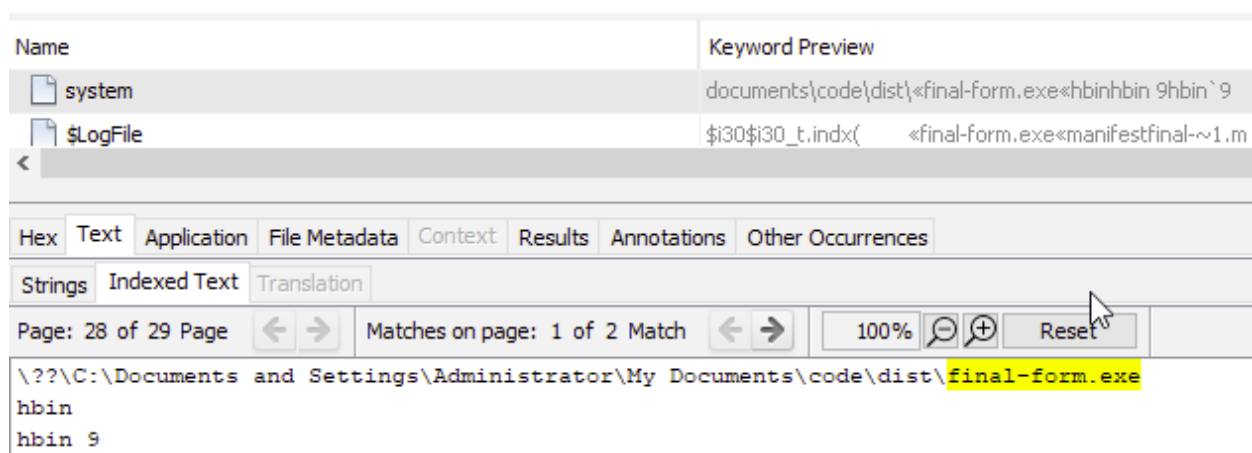 Name Keyword Preview
system documents\code\dist\«final-form.exe«hbinhbin 9hbin`9
$LogFile $i30$i30_t.indx( «final-form.exe«manifestfinal-~1.m
Hex Text Application File Metadata Context Results Annotations Other Occurrences
Strings Indexed Text Translation
Page: 28 of 29 Page Matches on page: 1 of 2 Match 100% Reset
\??\C:\Documents and Settings\Administrator\My Documents\code\dist\final-form.exe
hbin
hbin 9